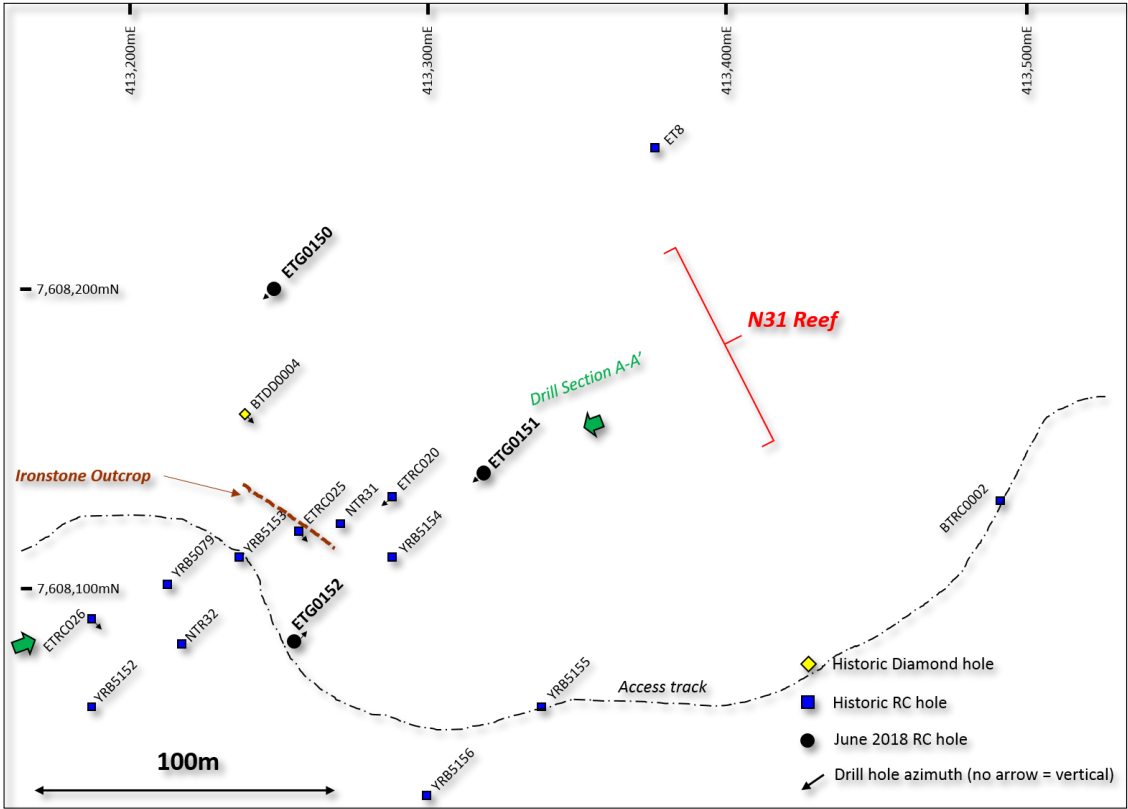 413,200mE
413,300mE
413,400mE
413,500mE
ET8
ETG0150
7,608,200mN
N31 Reef
BTDD0004
Drill Section A-A'
ETG0151
Ironstone Outcrop
ETRC020
ETRC025
NTR31
BTRC0002
YRB5153
YRB5154
YRB5079
7,608,100mN
ETG0152
ETRC026
NTR32
YRB5152
YRB5155
Access track
Historic Diamond hole
Historic RC hole
June 2018 RC hole
Drill hole azimuth (no arrow = vertical)
100m
YRB5156